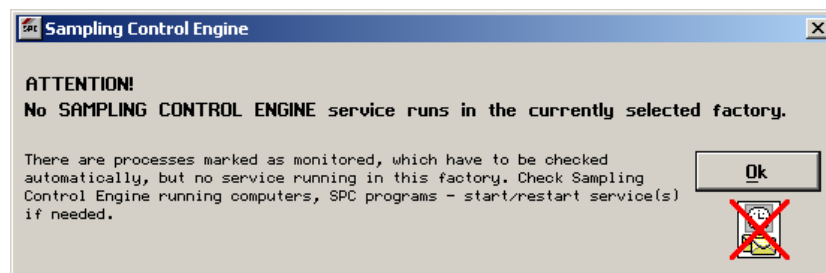 SPC Sampling Control Engine
ATTENTION!
No SAMPLING CONTROL ENGINE service runs in the currently selected factory.
There are processes marked as monitored, which have to be checked
automatically, but no service running in this factory. Check Sampling
Control Engine running computers, SPC programs - start/restart service(s)
if needed.
Ok